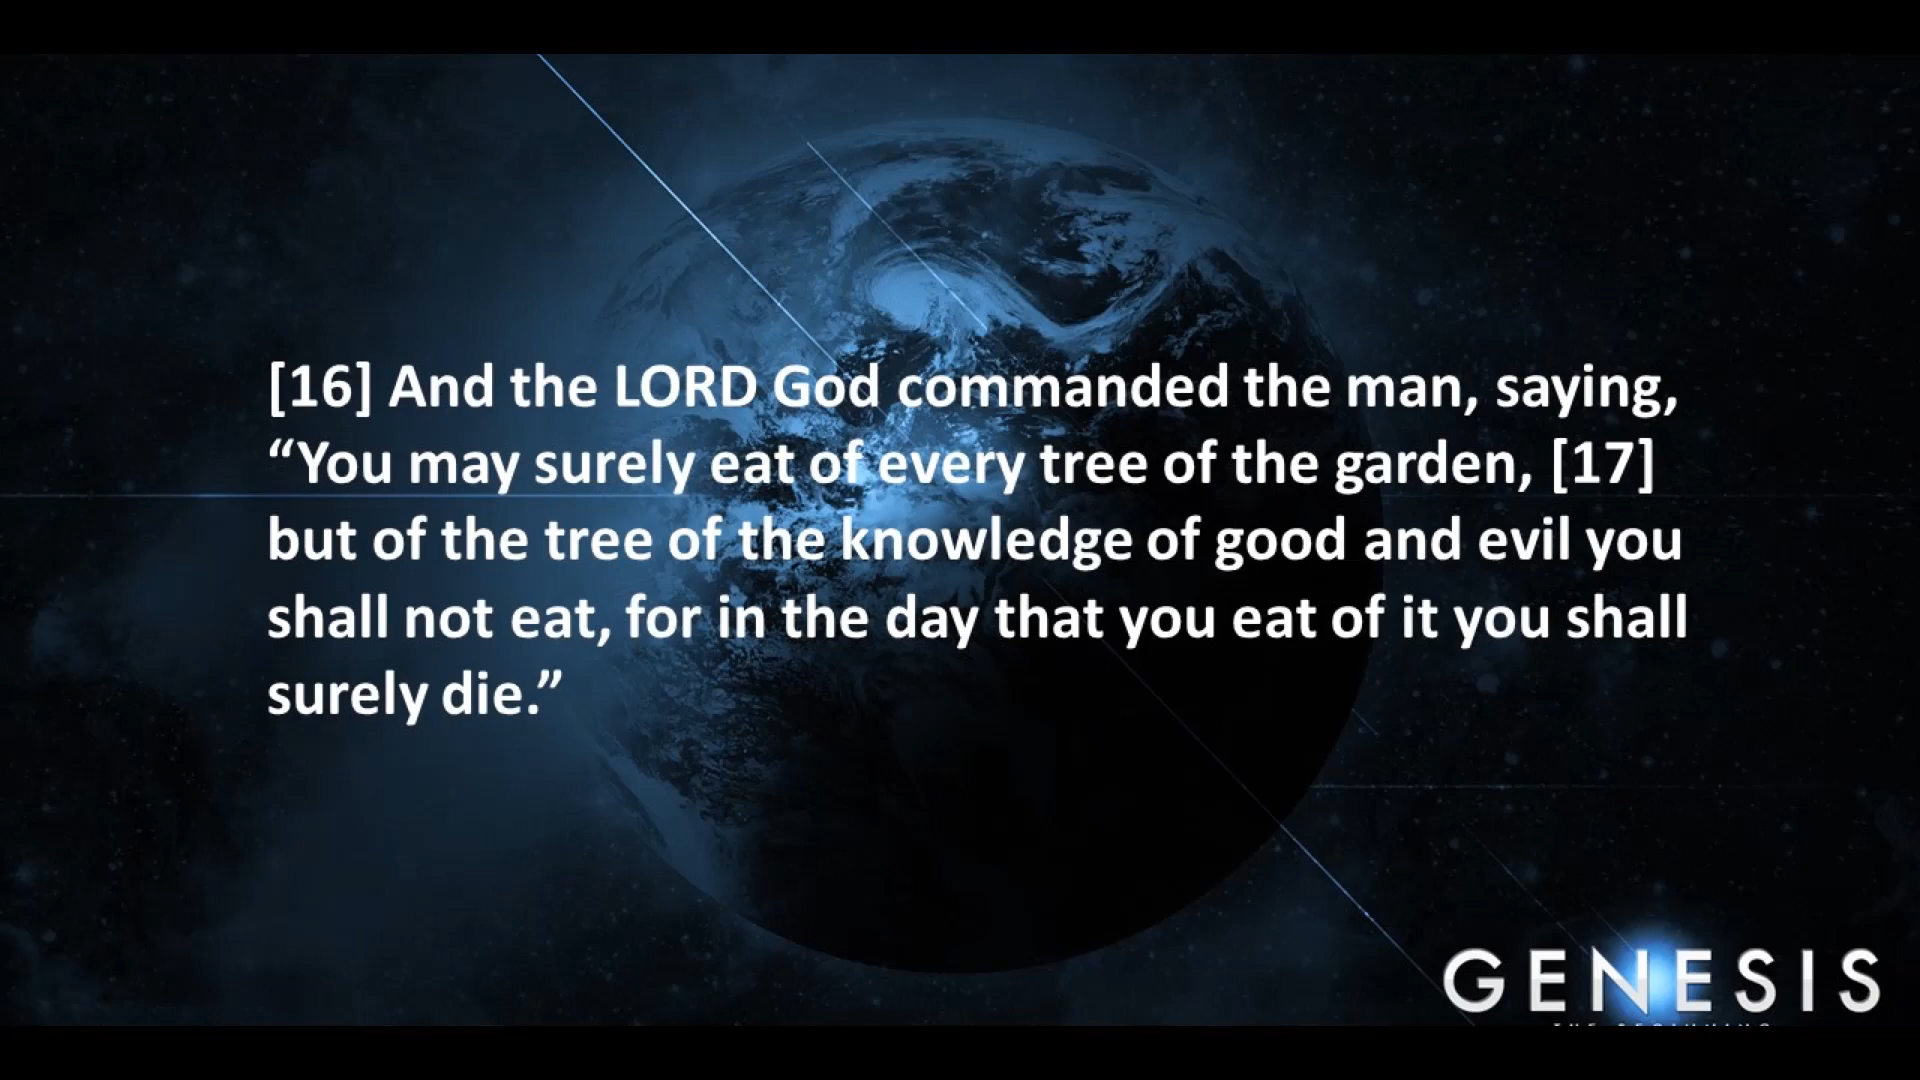 [16] And the LORD God commanded the man, saying,
“You may surely eat of every tree of the garden, [17]
but of the tree of the knowledge of good and evil you
shall not eat, for in the day that you eat of it you shall
surely die.”
GENESIS